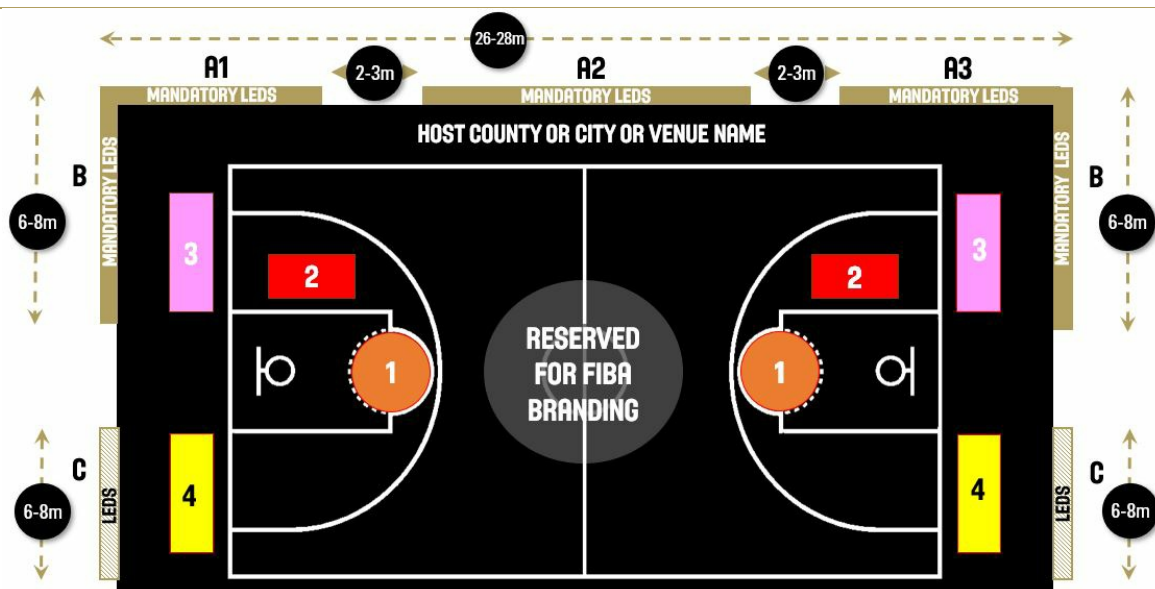 26-28m
A1
2-3m
A2
2-3m
A3
MANDATORY LEDS
MANDATORY LEDS
MANDATORY LEDS
HOST COUNTY OR CITY OR VENUE NAME
B
MANDATORY LEDS
6-8m
3
2
1
RESERVED
FOR FIBA
BRANDING
2
1
3
MANDATORY LEDS
B
6-8m
C
LEDS
6-8m
4
4
LEDS
C
6-8m